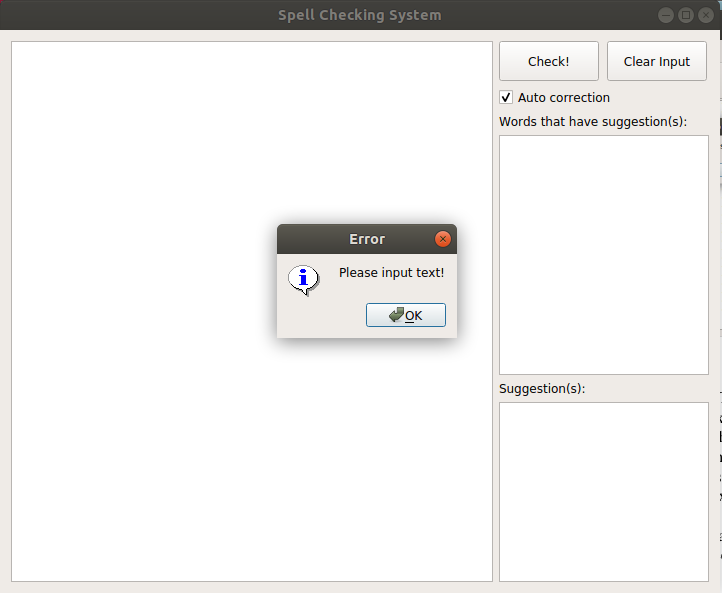 Spell Checking System
Check!
Clear Input
Auto correction
Words that have suggestion(s):
Error
Please input text!
OK
Suggestion(s):